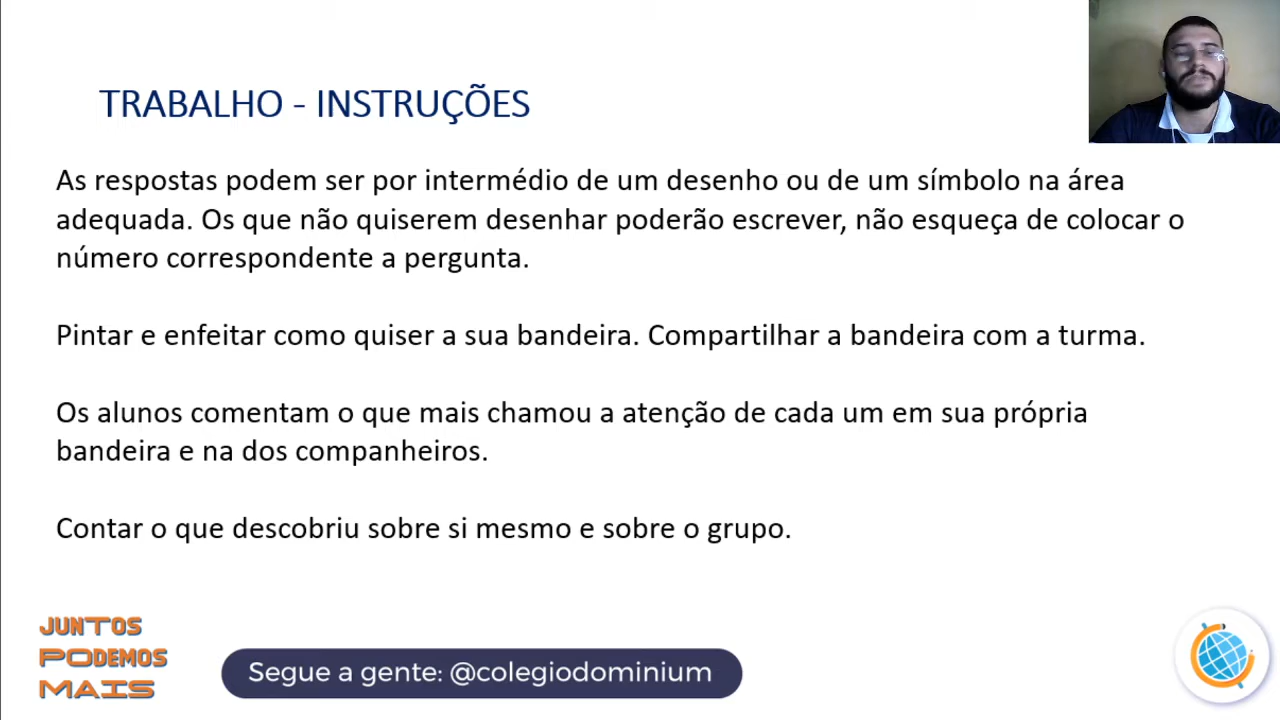 TRABALHO - INSTRUÇÕES
As respostas podem ser por intermédio de um desenho ou de um símbolo na área
adequada. Os que não quiserem desenhar poderão escrever, não esqueça de colocar o
número correspondente a pergunta.
Pintar e enfeitar como quiser a sua bandeira. Compartilhar a bandeira com a turma.
Os alunos comentam o que mais chamou a atenção de cada um em sua própria
bandeira e na dos companheiros.
Contar o que descobriu sobre si mesmo e sobre o grupo.
JUNTOS
PODEMOS
MAIS
Segue a gente: @colegiodominium